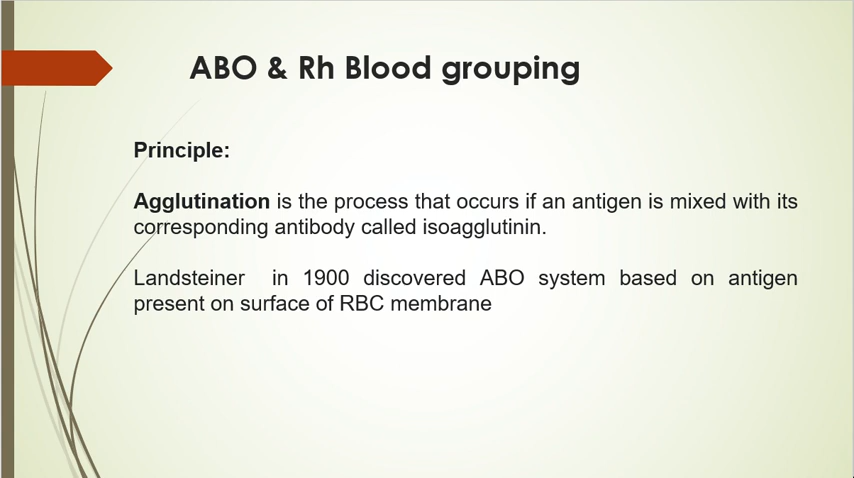 ABO & Rh Blood grouping
Principle:
Agglutination is the process that occurs if an antigen is mixed with its
corresponding antibody called isoagglutinin.
Landsteiner in 1900 discovered ABO system based on antigen
present on surface of RBC membrane